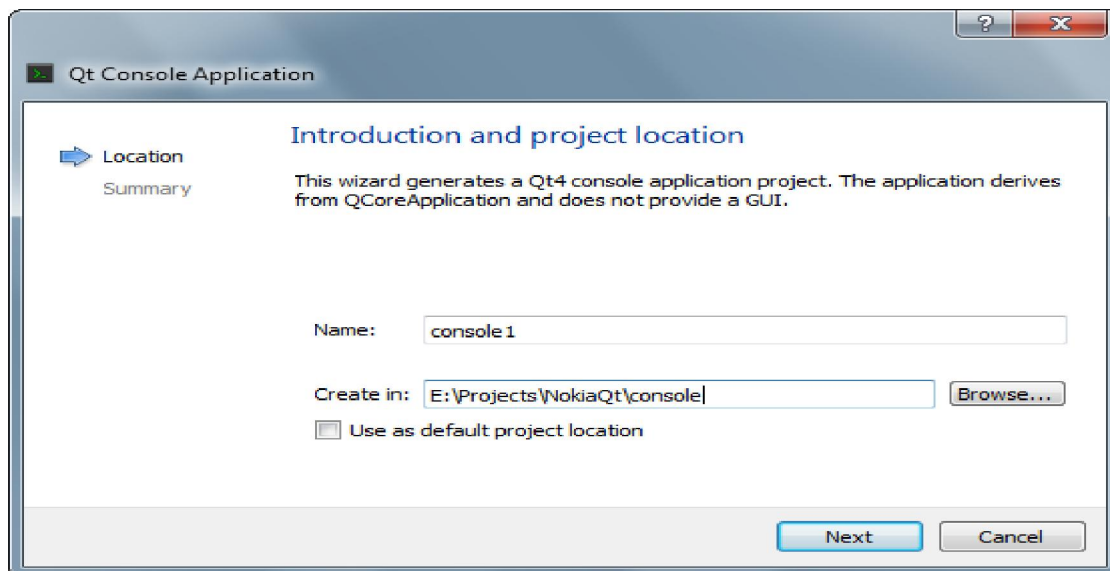 ?
Qt Console Application
Location
Summary
Introduction and project location
This wizard generates a Qt4 console application project. The application derives
from QCoreApplication and does not provide a GUI.
Name: console1
Create in: E:\Projects\NokiaQt\console Browse...
Use as default project location
Next Cancel